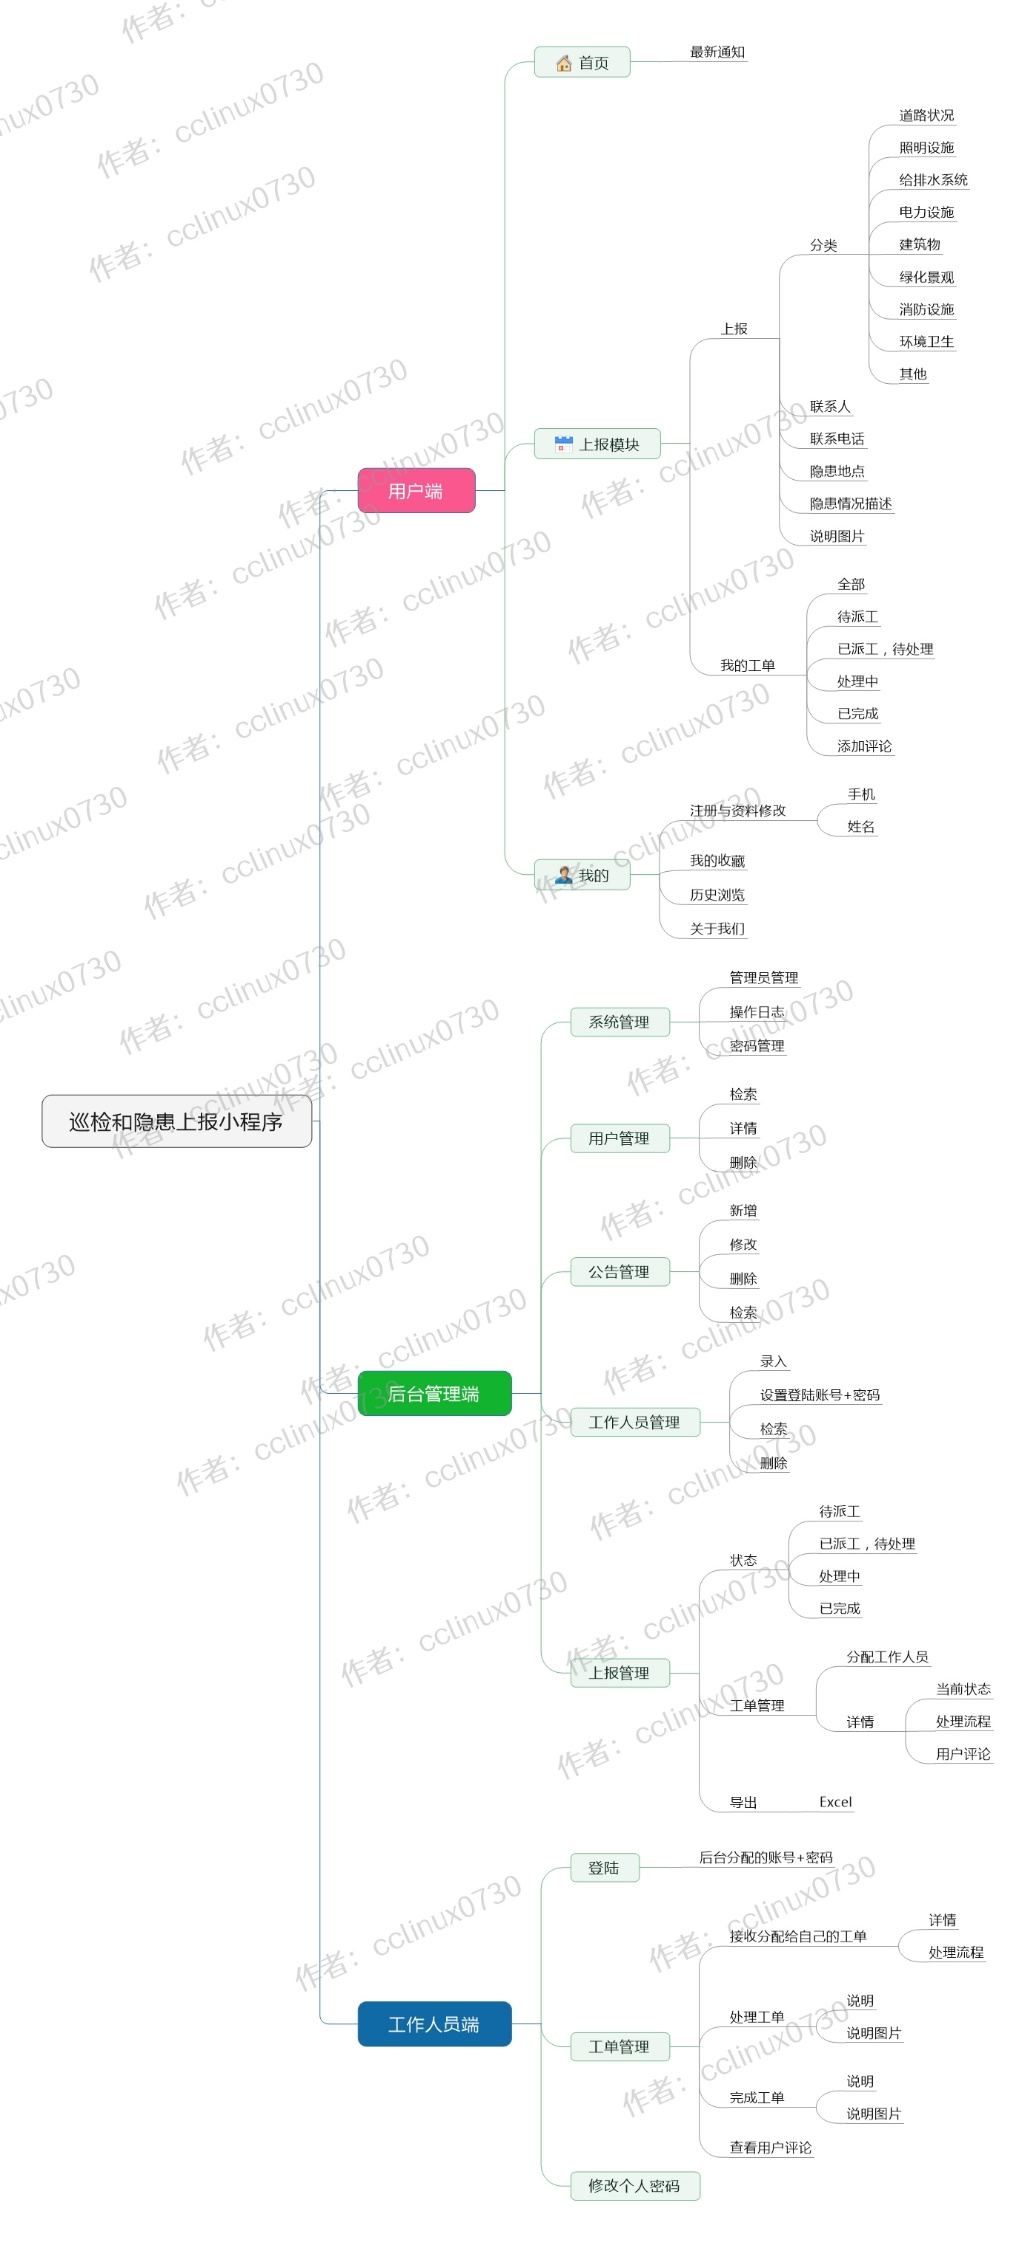 巡检和隐患上报小程序
用户端
首页
最新通知
上报模块
上报
分类
道路状况
照明设施
给排水系统
电力设施
建筑物
绿化景观
消防设施
环境卫生
其他
联系人
联系电话
隐患地点
隐患情况描述
说明图片
我的工单
全部
待派工
已派工，待处理
处理中
已完成
添加评论
我的
注册与资料修改
手机
姓名
我的收藏
历史浏览
关于我们
后台管理端
系统管理
管理员管理
操作日志
密码管理
用户管理
检索
详情
删除
公告管理
新增
修改
删除
检索
工作人员管理
录入
设置登陆账号+密码
检索
删除
上报管理
状态
待派工
已派工，待处理
处理中
已完成
工单管理
分配工作人员
详情
当前状态
处理流程
用户评论
导出
Excel
工作人员端
登陆
后台分配的账号+密码
工单管理
接收分配给自己的工单
详情
处理流程
处理工单
说明
说明图片
完成工单
说明
说明图片
查看用户评论
修改个人密码
作者：cclinux0730